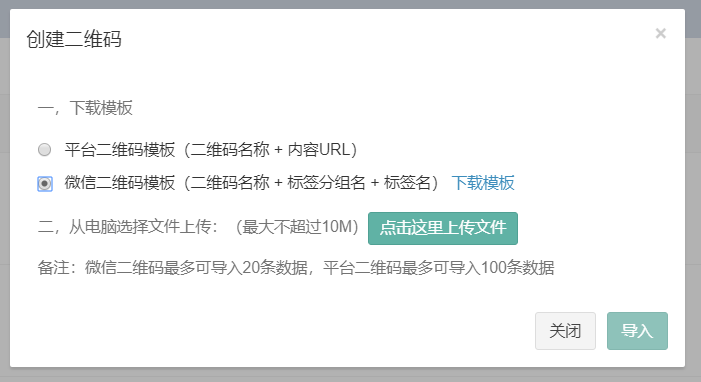 创建二维码
×
一，下载模板
平台二维码模板（二维码名称 + 内容URL）
微信二维码模板（二维码名称 + 标签分组名 + 标签名） 下载模板
二，从电脑选择文件上传：（最大不超过10M） 点击这里上传文件
备注：微信二维码最多可导入20条数据，平台二维码最多可导入100条数据
关闭 导入